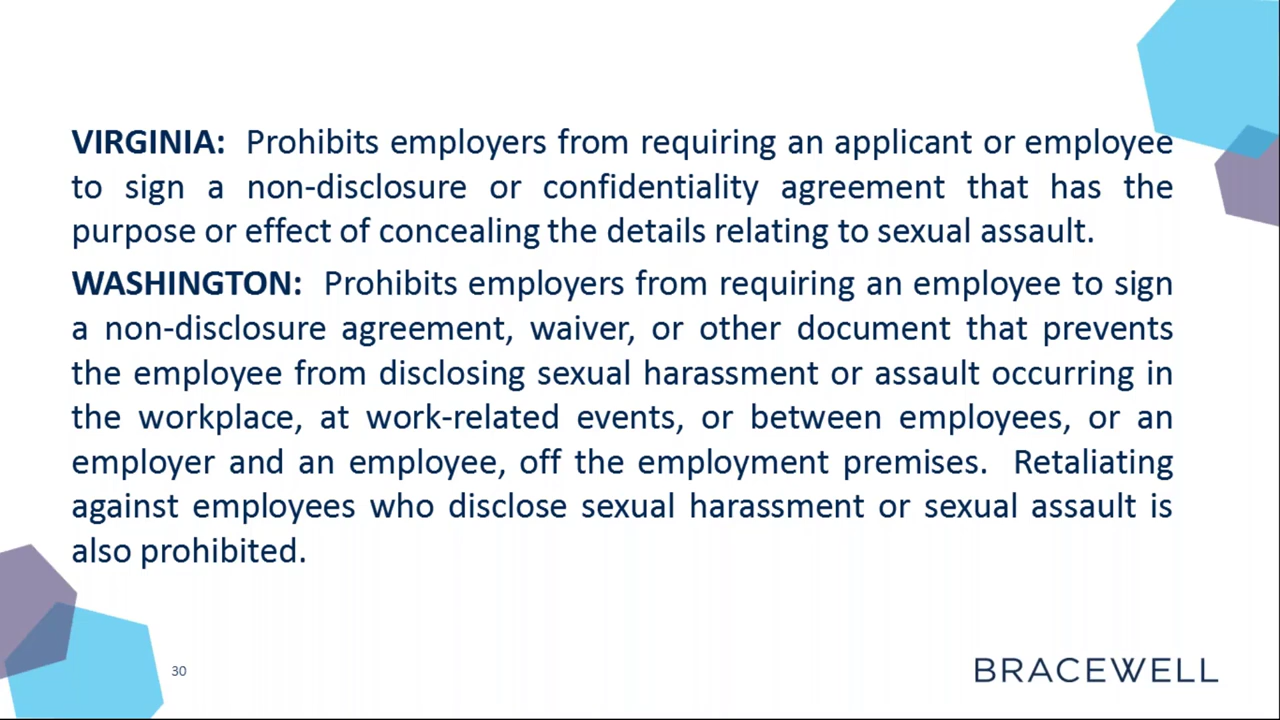 VIRGINIA: Prohibits employers from requiring an applicant or employee
to sign a non-disclosure or confidentiality agreement that has the
purpose or effect of concealing the details relating to sexual assault.
WASHINGTON: Prohibits employers from requiring an employee to sign
a non-disclosure agreement, waiver, or other document that prevents
the employee from disclosing sexual harassment or assault occurring in
the workplace, at work-related events, or between employees, or an
employer and an employee, off the employment premises. Retaliating
against employees who disclose sexual harassment or sexual assault is
also prohibited.
30
BRACEWELL